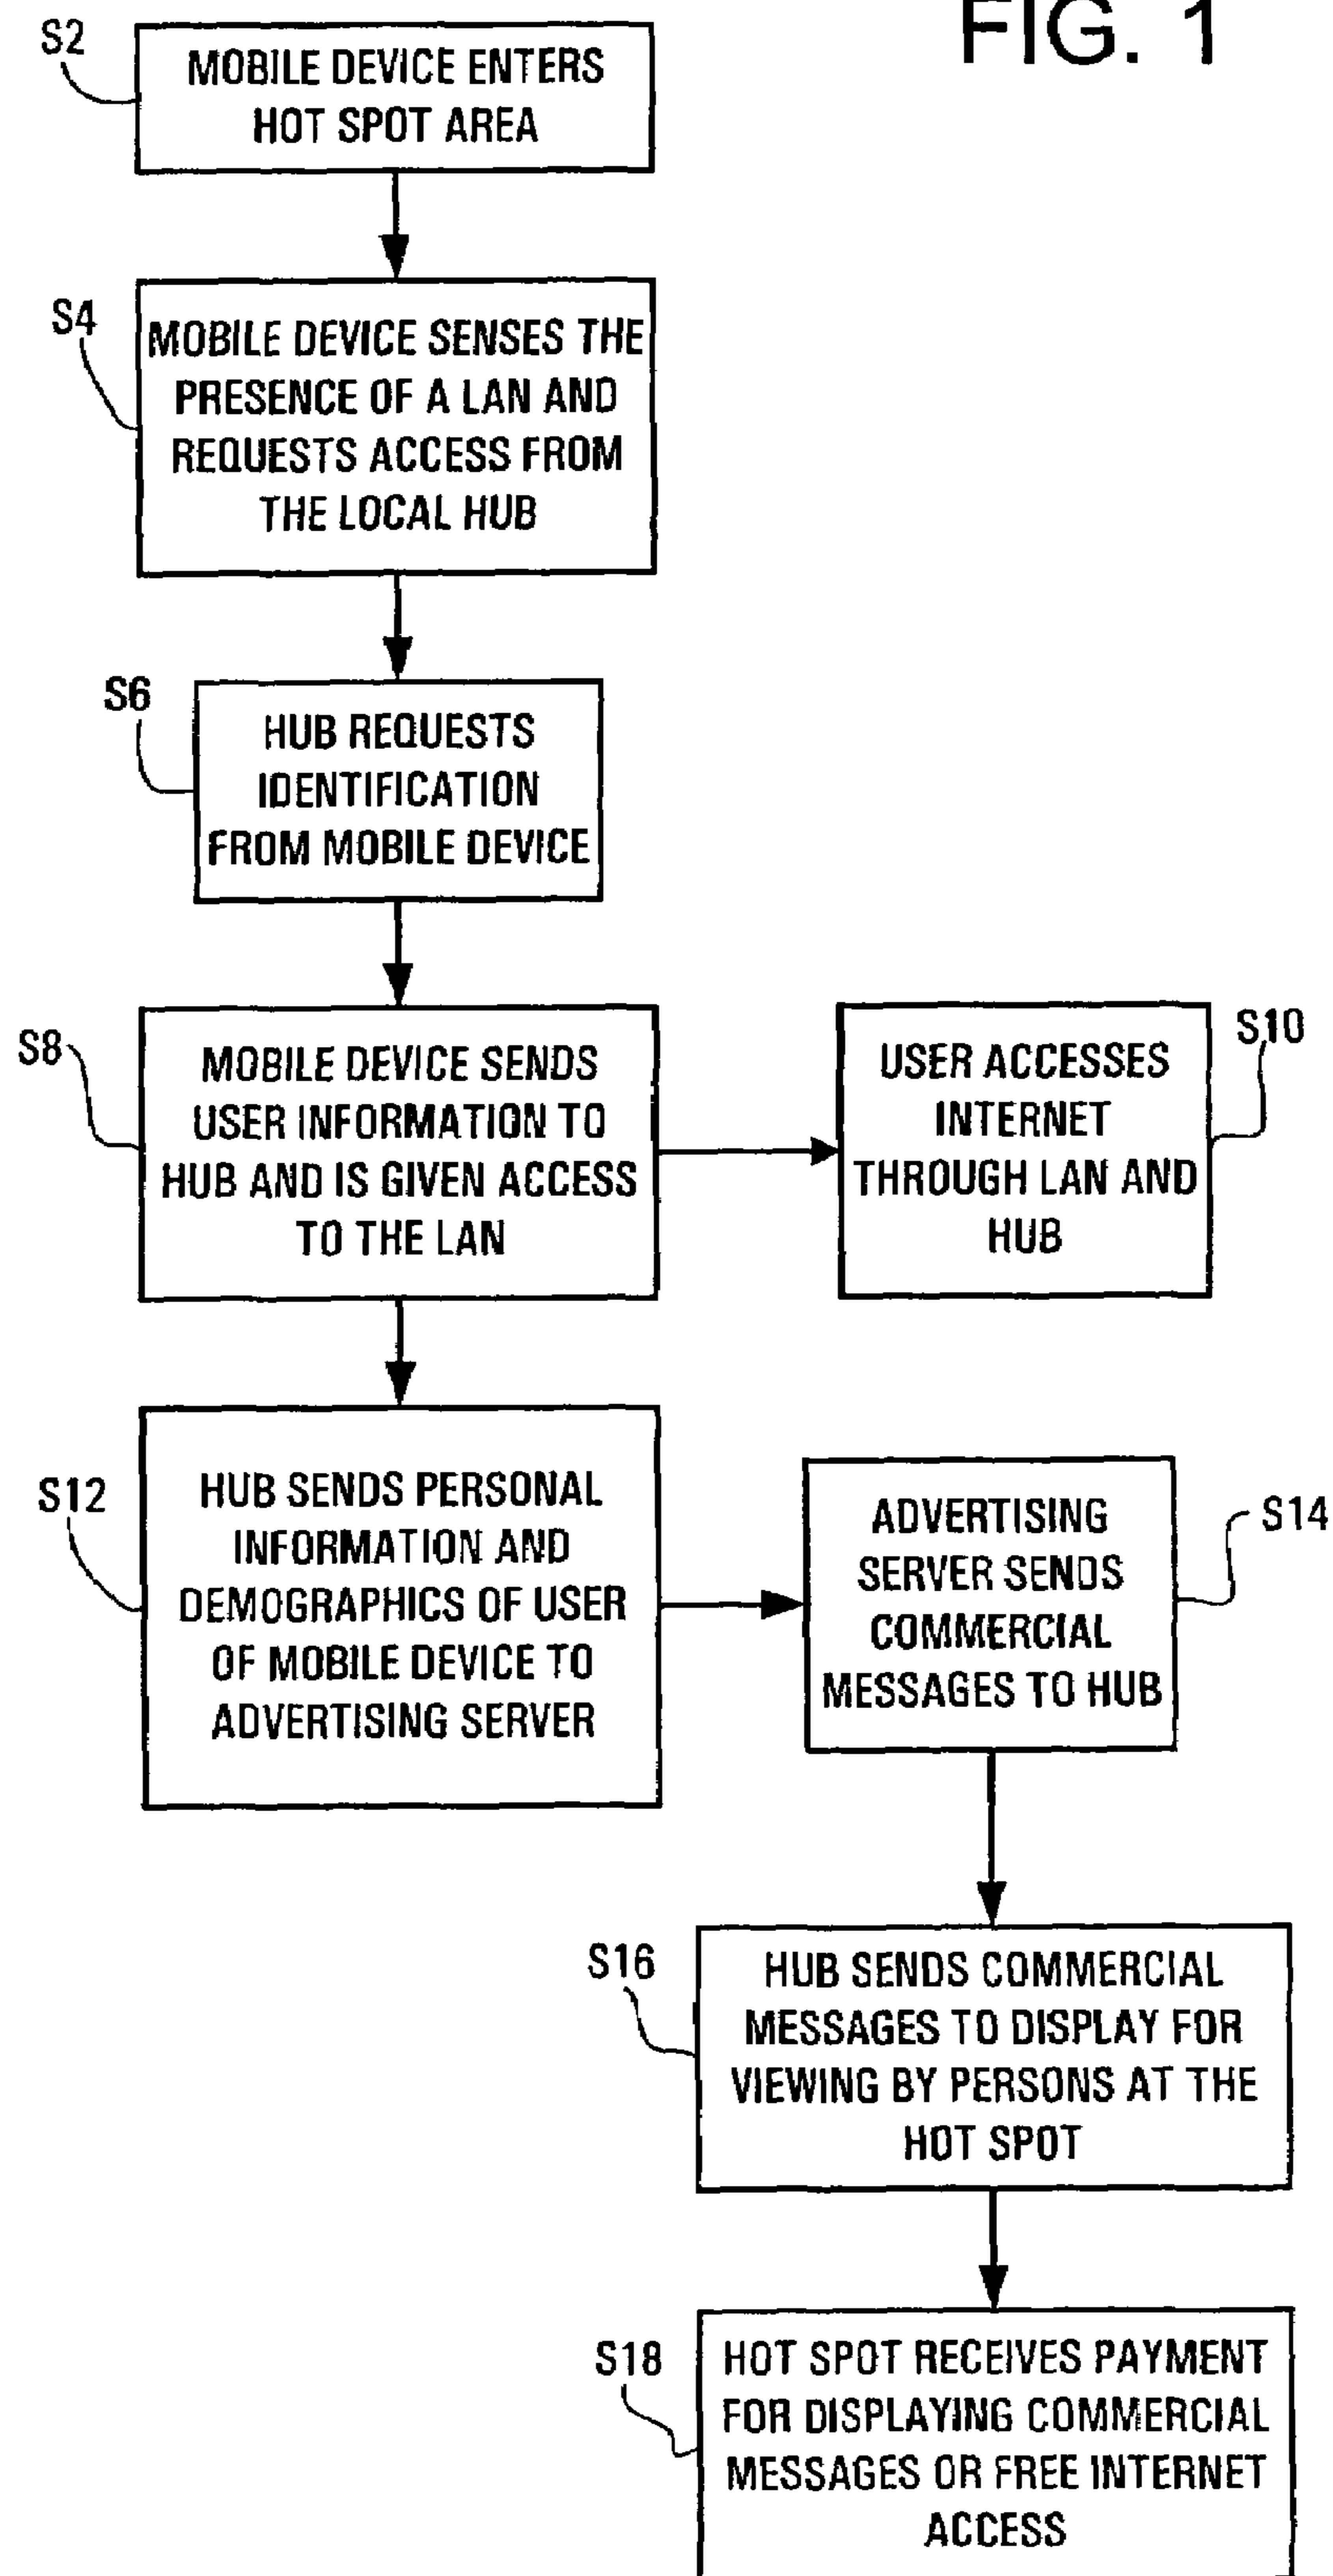 FIG. 1
S2
MOBILE DEVICE ENTERS
HOT SPOT AREA
S4
MOBILE DEVICE SENSES THE
PRESENCE OF A LAN AND
REQUESTS ACCESS FROM
THE LOCAL HUB
S6
HUB REQUESTS
IDENTIFICATION
FROM MOBILE DEVICE
S8
MOBILE DEVICE SENDS
USER INFORMATION TO
HUB AND IS GIVEN ACCESS
TO THE LAN
S10
USER ACCESSES
INTERNET
THROUGH LAN AND
HUB
S12
HUB SENDS PERSONAL
INFORMATION AND
DEMOGRAPHICS OF USER
OF MOBILE DEVICE TO
ADVERTISING SERVER
S14
ADVERTISING
SERVER SENDS
COMMERCIAL
MESSAGES TO HUB
S16
HUB SENDS COMMERCIAL
MESSAGES TO DISPLAY FOR
VIEWING BY PERSONS AT THE
HOT SPOT
S18
HOT SPOT RECEIVES PAYMENT
FOR DISPLAYING COMMERCIAL
MESSAGES OR FREE INTERNET
ACCESS